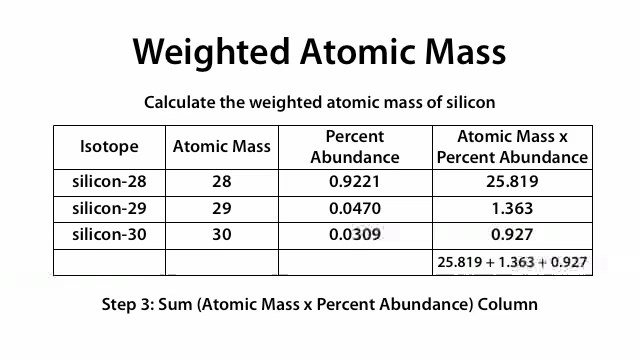 Weighted Atomic Mass
Calculate the weighted atomic mass of silicon
Isotope
Atomic Mass
Percent
Abundance
Atomic Mass x
Percent Abundance
silicon-28 28 0.9221 25.819
silicon-29 29 0.0470 1.363
silicon-30 30 0.0309 0.927
25.819 + 1.363 + 0.927
Step 3: Sum (Atomic Mass x Percent Abundance) Column